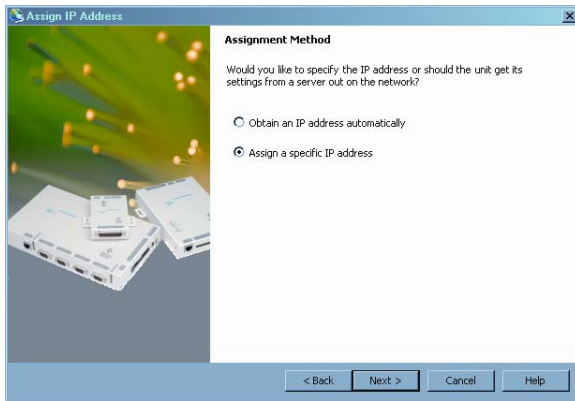 Assign IP Address
Assignment Method
Would you like to specify the IP address or should the unit get its
settings from a server out on the network?
Obtain an IP address automatically
Assign a specific IP address
< Back
Next >
Cancel
Help